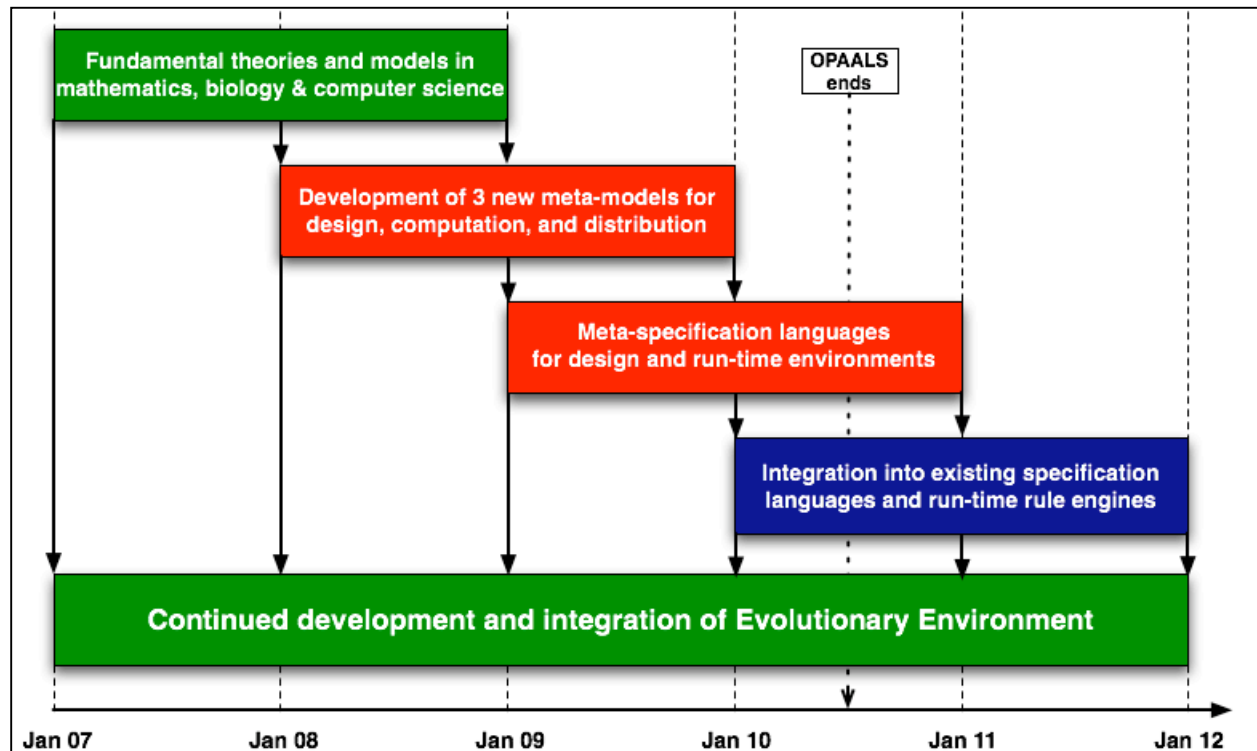 Fundamental theories and models in
mathematics, biology & computer science
OPAALS
ends
Development of 3 new meta-models for
design, computation, and distribution
Meta-specification languages
for design and run-time environments
Integration into existing specification
languages and run-time rule engines
Continued development and integration of Evolutionary Environment
Jan 07
Jan 08
Jan 09
Jan 10
Jan 11
Jan 12